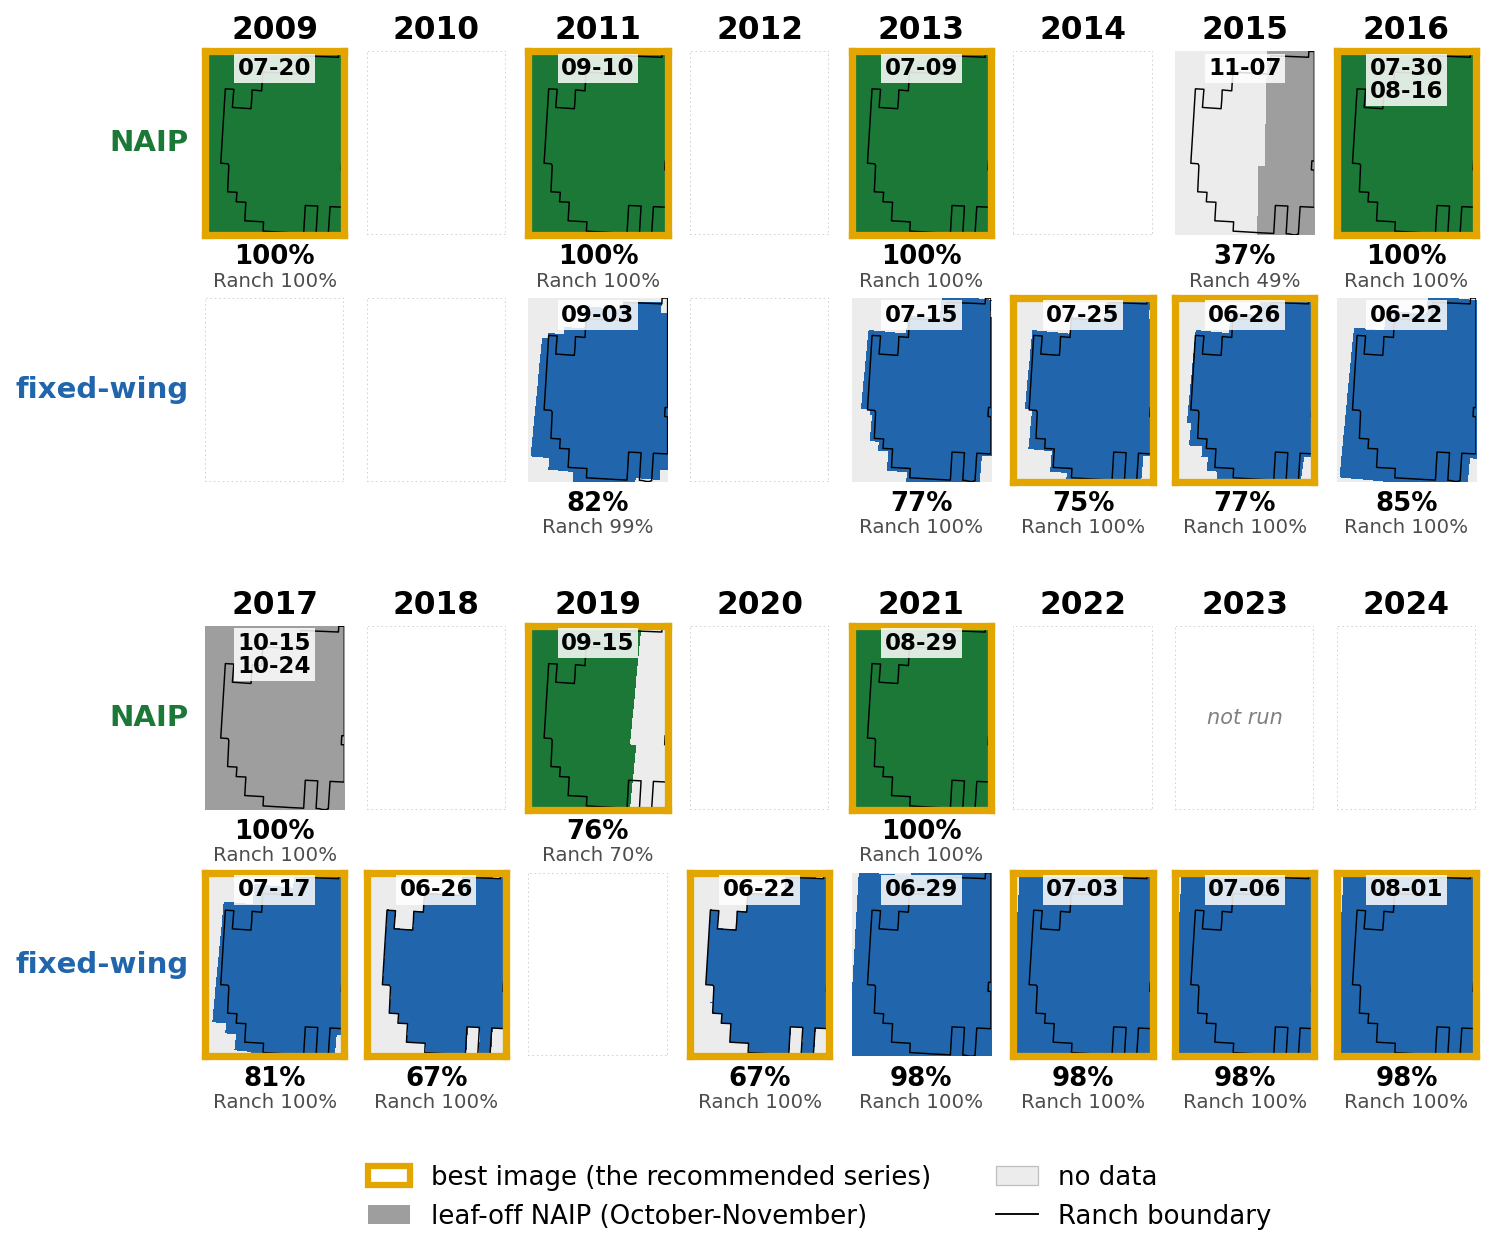 2009 2010 2011 2012 2013 2014 2015 2016
NAIP
07-20
09-10
07-09
11-07
07-30
08-16
100% 100% 100% 37% 100%
Ranch 100% Ranch 100% Ranch 100% Ranch 49% Ranch 100%
fixed-wing
09-03 07-15 07-25 06-26 06-22
82% 77% 75% 77% 85%
Ranch 99% Ranch 100% Ranch 100% Ranch 100% Ranch 100%
2017 2018 2019 2020 2021 2022 2023 2024
NAIP
10-15
10-24
09-15
08-29
not run
100% 76% 100%
Ranch 100% Ranch 70% Ranch 100%
fixed-wing
07-17 06-26 06-22 06-29 07-03 07-06 08-01
81% 67% 67% 98% 98% 98% 98%
Ranch 100% Ranch 100% Ranch 100% Ranch 100% Ranch 100% Ranch 100% Ranch 100%
best image (the recommended series)
leaf-off NAIP (October-November)
no data
Ranch boundary